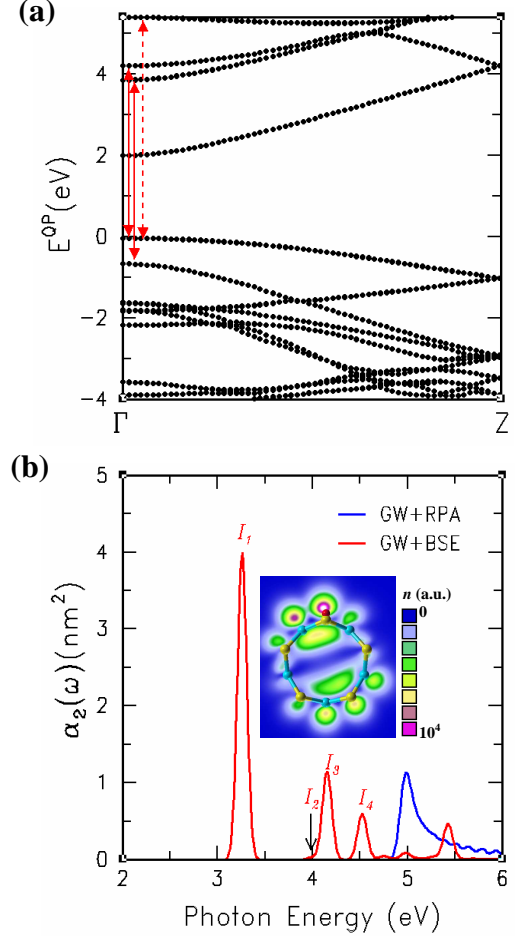 (a)
4
2
0
−2
−4
E^QP(eV)
Γ
Z
(b)
5
4
3
2
1
0
α₂(ω)(nm²)
GW+RPA
GW+BSE
I₁
I₂
I₃
I₄
n (a.u.)
0
10⁴
2 3 4 5 6
Photon Energy (eV)